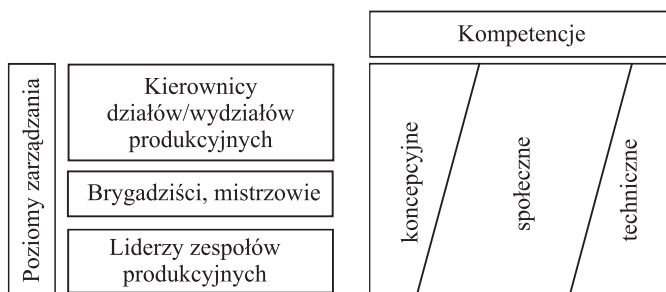 Kompetencje
Poziomy zarządzania
Kierownicy
działów/wydziałów
produkcyjnych
Brygadziści, mistrzowie
Liderzy zespołów
produkcyjnych
koncepcyjne
społeczne
techniczne